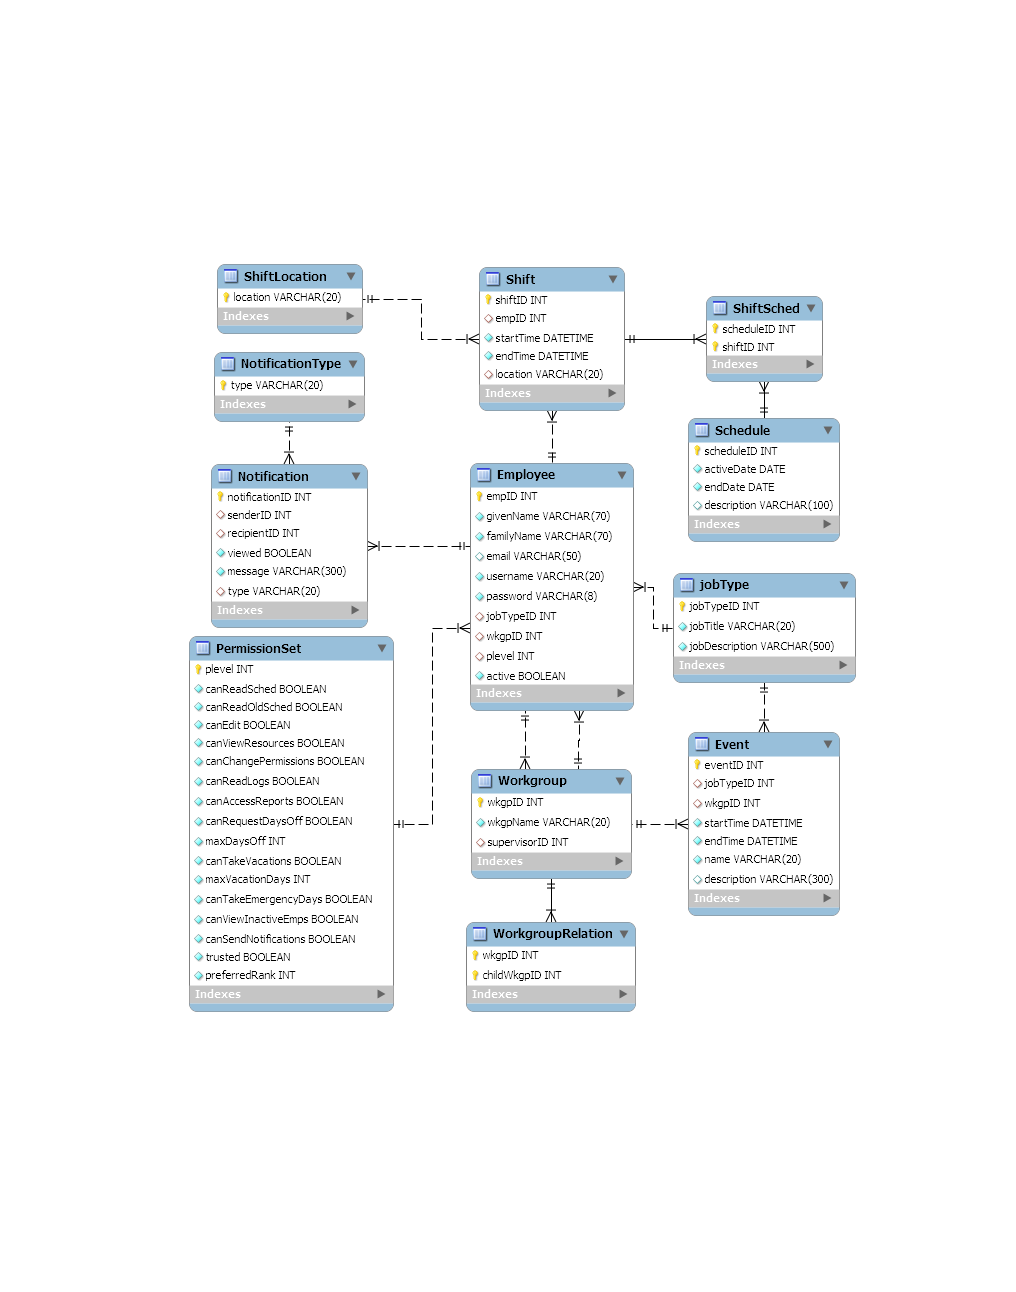 ShiftLocation
location VARCHAR(20)
Indexes
NotificationType
type VARCHAR(20)
Indexes
Notification
notificationID INT
senderID INT
recipientID INT
viewed BOOLEAN
message VARCHAR(300)
type VARCHAR(20)
Indexes
PermissionSet
plevel INT
canReadSched BOOLEAN
canReadOldSched BOOLEAN
canEdit BOOLEAN
canViewResources BOOLEAN
canChangePermissions BOOLEAN
canReadLogs BOOLEAN
canAccessReports BOOLEAN
canRequestDaysOff BOOLEAN
maxDaysOff INT
canTakeVacations BOOLEAN
maxVacationDays INT
canTakeEmergencyDays BOOLEAN
canViewInactiveEmps BOOLEAN
canSendNotifications BOOLEAN
trusted BOOLEAN
preferredRank INT
Indexes
Shift
shiftID INT
empID INT
startTime DATETIME
endTime DATETIME
location VARCHAR(20)
Indexes
Employee
empID INT
givenName VARCHAR(70)
familyName VARCHAR(70)
email VARCHAR(50)
username VARCHAR(20)
password VARCHAR(8)
jobTypeID INT
wkgpID INT
plevel INT
active BOOLEAN
Indexes
Workgroup
wkgpID INT
wkgpName VARCHAR(20)
supervisorID INT
Indexes
WorkgroupRelation
wkgpID INT
childWkgpID INT
Indexes
ShiftSched
scheduleID INT
shiftID INT
Indexes
Schedule
scheduleID INT
activeDate DATE
endDate DATE
description VARCHAR(100)
Indexes
jobType
jobTypeID INT
jobTitle VARCHAR(20)
jobDescription VARCHAR(500)
Indexes
Event
eventID INT
jobTypeID INT
wkgpID INT
startTime DATETIME
endTime DATETIME
name VARCHAR(20)
description VARCHAR(300)
Indexes